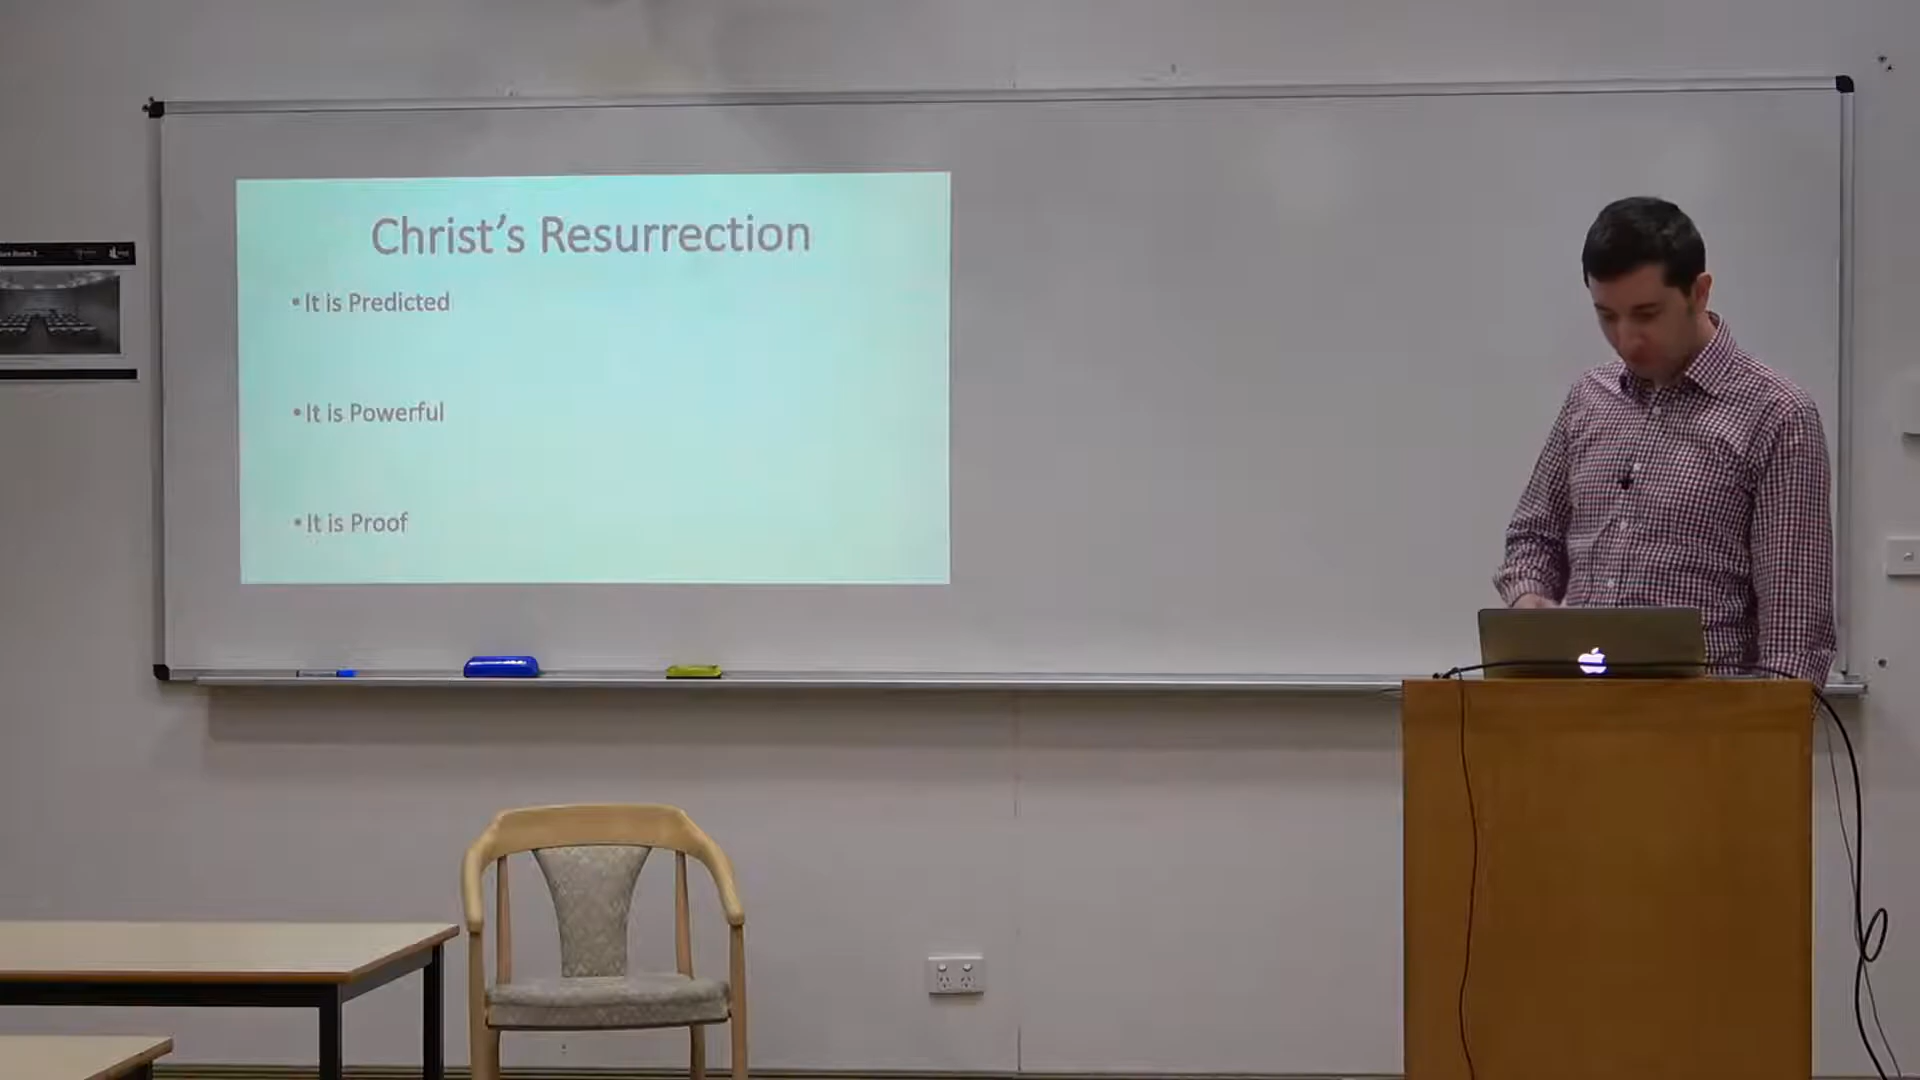 Christ's Resurrection
• It is Predicted
• It is Powerful
• It is Proof